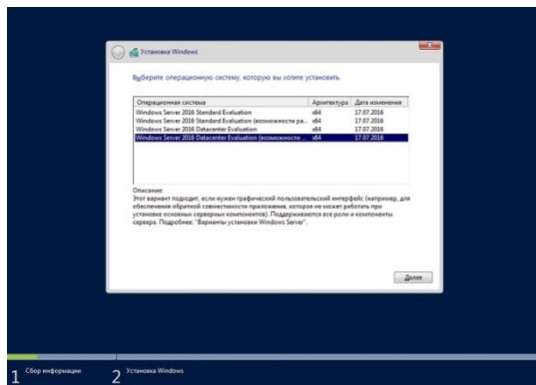 Установка Windows
Выберите операционную систему, которую вы хотите установить
Операционная система Архитектура Дата изменения
Windows Server 2016 Standard Evaluation x64 17.07.2016
Windows Server 2016 Standard Evaluation (возможности ра... x64 17.07.2016
Windows Server 2016 Datacenter Evaluation x64 17.07.2016
Windows Server 2016 Datacenter Evaluation (возможности ... x64 17.07.2016
Описание:
Этот вариант подходит, если нужен графический пользовательский интерфейс (например, для
обеспечения обратной совместимости приложения, которое не может работать при
установке основных серверных компонентов). Поддерживаются все роли и компоненты
сервера. Подробнее: "Варианты установки Windows Server".
Далее
1 Сбор информации
2 Установка Windows